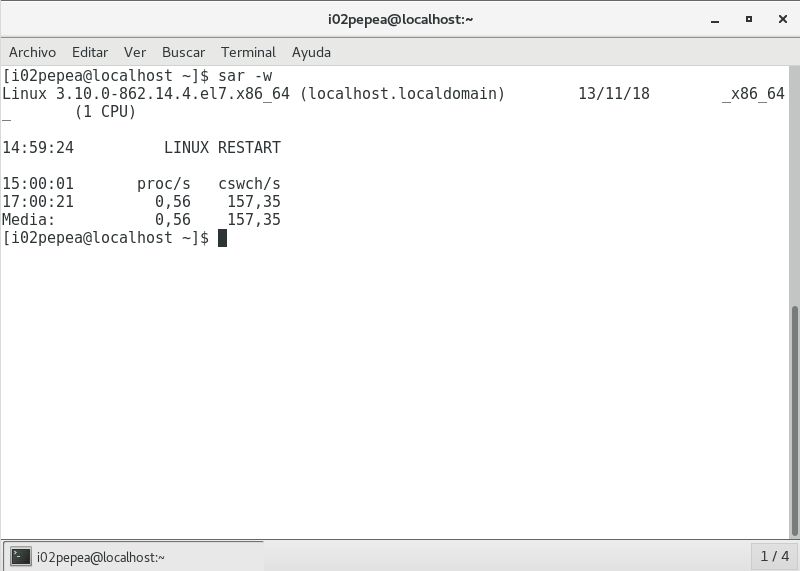 i02pepea@localhost:~
Archivo Editar Ver Buscar Terminal Ayuda
[i02pepea@localhost ~]$ sar -w
Linux 3.10.0-862.14.4.el7.x86_64 (localhost.localdomain) 13/11/18 _x86_64
_ (1 CPU)
14:59:24 LINUX RESTART
15:00:01 proc/s cswch/s
17:00:21 0,56 157,35
Media: 0,56 157,35
[i02pepea@localhost ~]$
i02pepea@localhost:~ 1 / 4